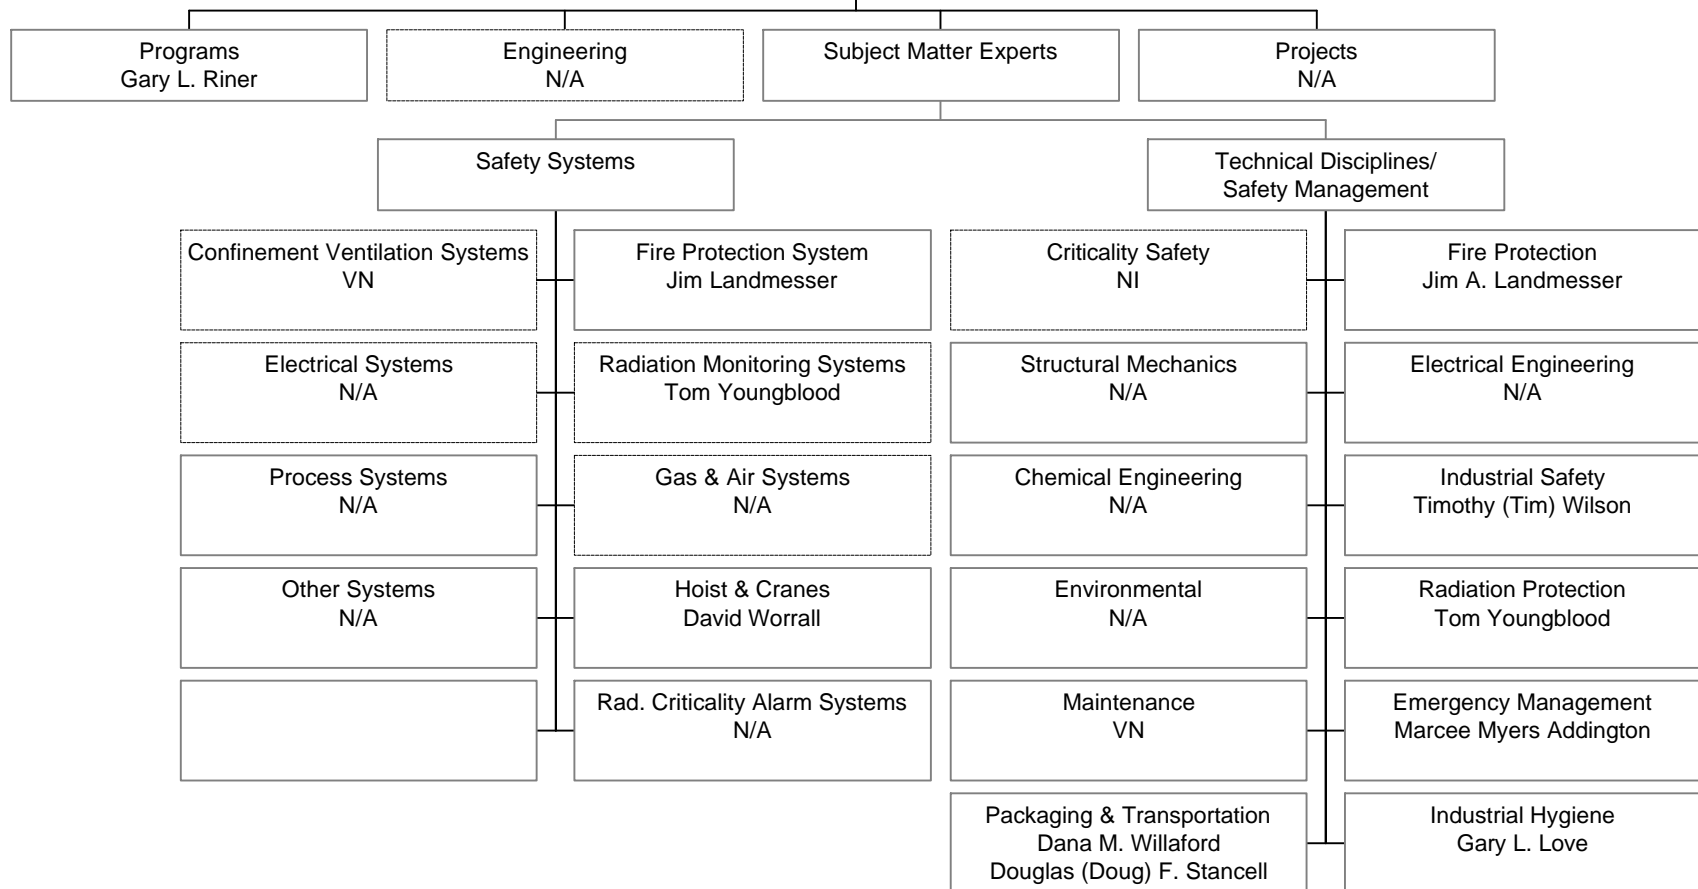 Programs
Gary L. Riner
Engineering
N/A
Subject Matter Experts
Projects
N/A
Safety Systems
Technical Disciplines/
Safety Management
Confinement Ventilation Systems
VN
Fire Protection System
Jim Landmesser
Criticality Safety
NI
Fire Protection
Jim A. Landmesser
Electrical Systems
N/A
Radiation Monitoring Systems
Tom Youngblood
Structural Mechanics
N/A
Electrical Engineering
N/A
Process Systems
N/A
Gas & Air Systems
N/A
Chemical Engineering
N/A
Industrial Safety
Timothy (Tim) Wilson
Other Systems
N/A
Hoist & Cranes
David Worrall
Environmental
N/A
Radiation Protection
Tom Youngblood
Rad. Criticality Alarm Systems
N/A
Maintenance
VN
Emergency Management
Marcee Myers Addington
Packaging & Transportation
Dana M. Willaford
Douglas (Doug) F. Stancell
Industrial Hygiene
Gary L. Love